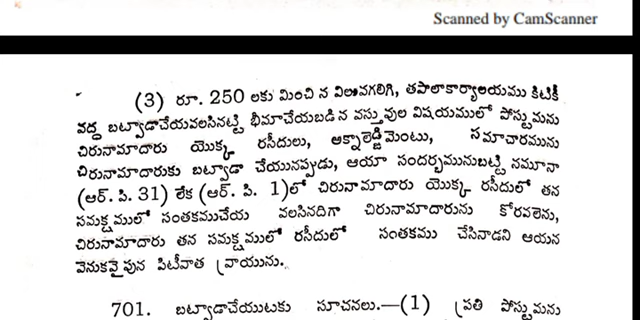 Scanned by CamScanner
(3) రూ. 250 లకు మించి న విలువగలిగి, తపాలాకార్యాలయము కిటికీ
వద్ద బట్వాడాచేయవలసినట్టి భీమాచేయబడి న వస్తువుల విషయములో పోస్టుమను
చిరునామాదారు యొక్క రసీదులు, అక్నాలెడ్జిమెంటు, సమాచారమును
చిరునామాదారుకు బట్వాడా చేయునప్పుడు, ఆయా సందర్భమునుబట్టి నమూనా
(ఆర్. పి. 31) లేక (ఆర్. పి. 1)లో చిరునామాదారు యొక్క రసీదులో తన
సమక్షములో సంతకముచేయ వలసినదిగా చిరునామాదారును కోరవలెను,
చిరునామాదారు తన సమక్షములో రసీదులో సంతకము చేసినాడని ఆయన
వెనుకవైపున పిటీవాత వ్రాయును.
701. బట్వాడాచేయుటకు సూచనలు.—(1) ప్రతి పోస్టుమను